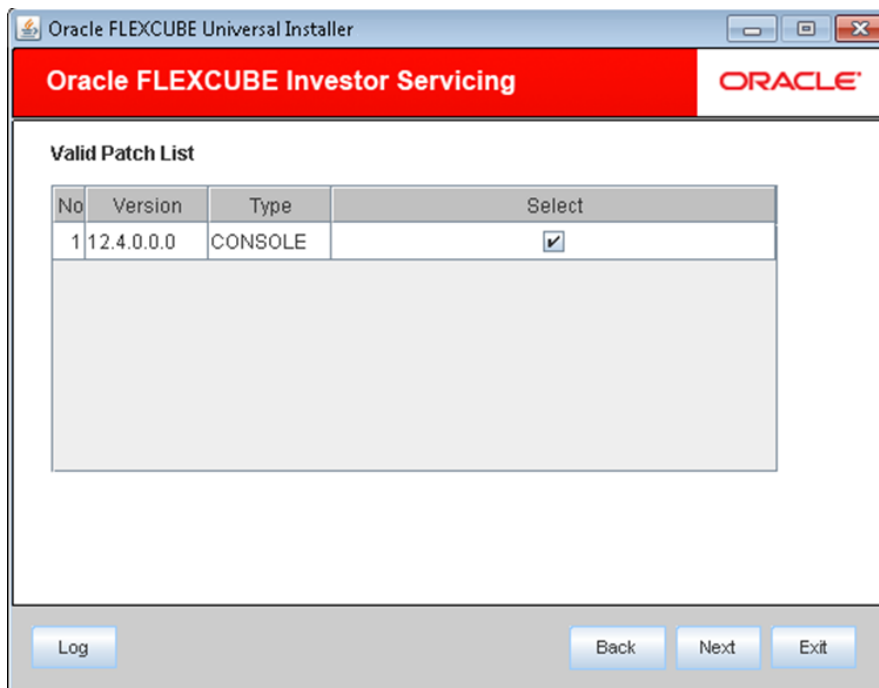 Oracle FLEXCUBE Universal Installer
Oracle FLEXCUBE Investor Servicing ORACLE
Valid Patch List
No Version Type Select
1 12.4.0.0.0 CONSOLE
Log Back Next Exit